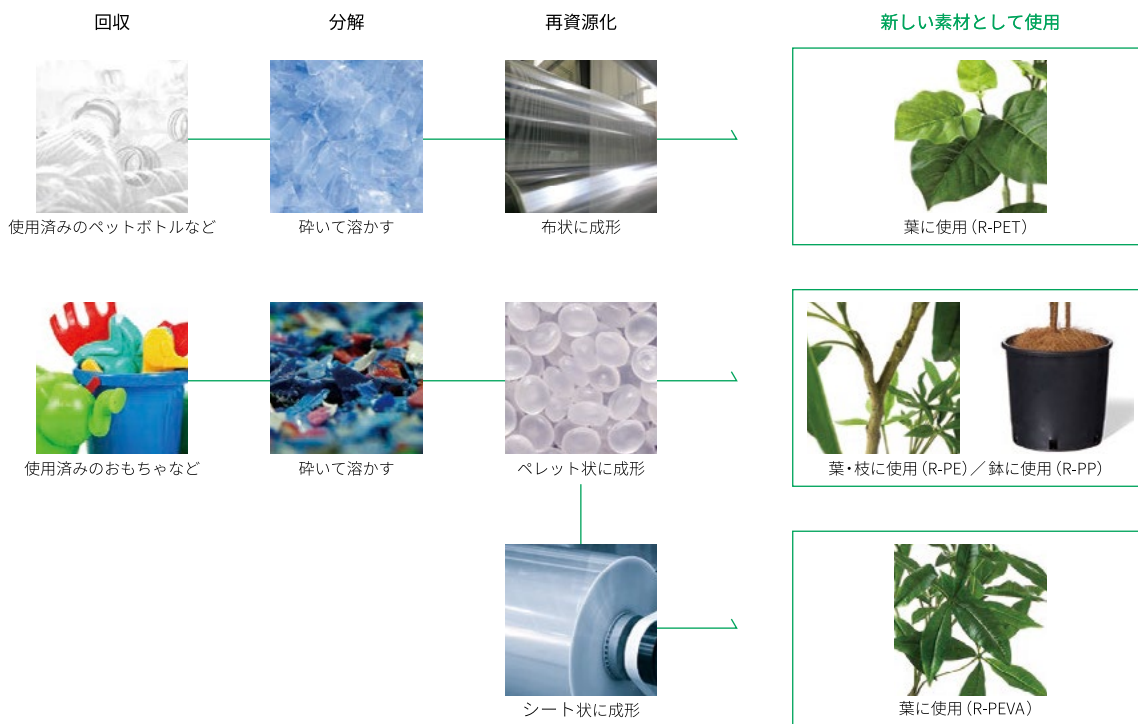 回収
分解
再資源化
新しい素材として使用
使用済みのペットボトルなど
砕いて溶かす
布状に成形
葉に使用（R-PET）
使用済みのおもちゃなど
砕いて溶かす
ペレット状に成形
葉・枝に使用（R-PE）／鉢に使用（R-PP）
シート状に成形
葉に使用（R-PEVA）